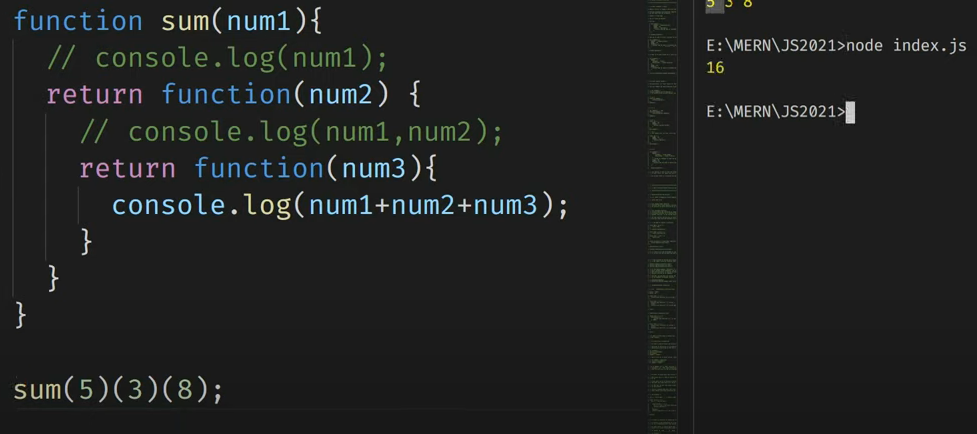 function sum(num1){
// console.log(num1);
return function(num2) {
// console.log(num1,num2);
return function(num3){
console.log(num1+num2+num3);
}
}
}
sum(5)(3)(8);
5 3 8
E:\MERN\JS2021>node index.js
16
E:\MERN\JS2021>